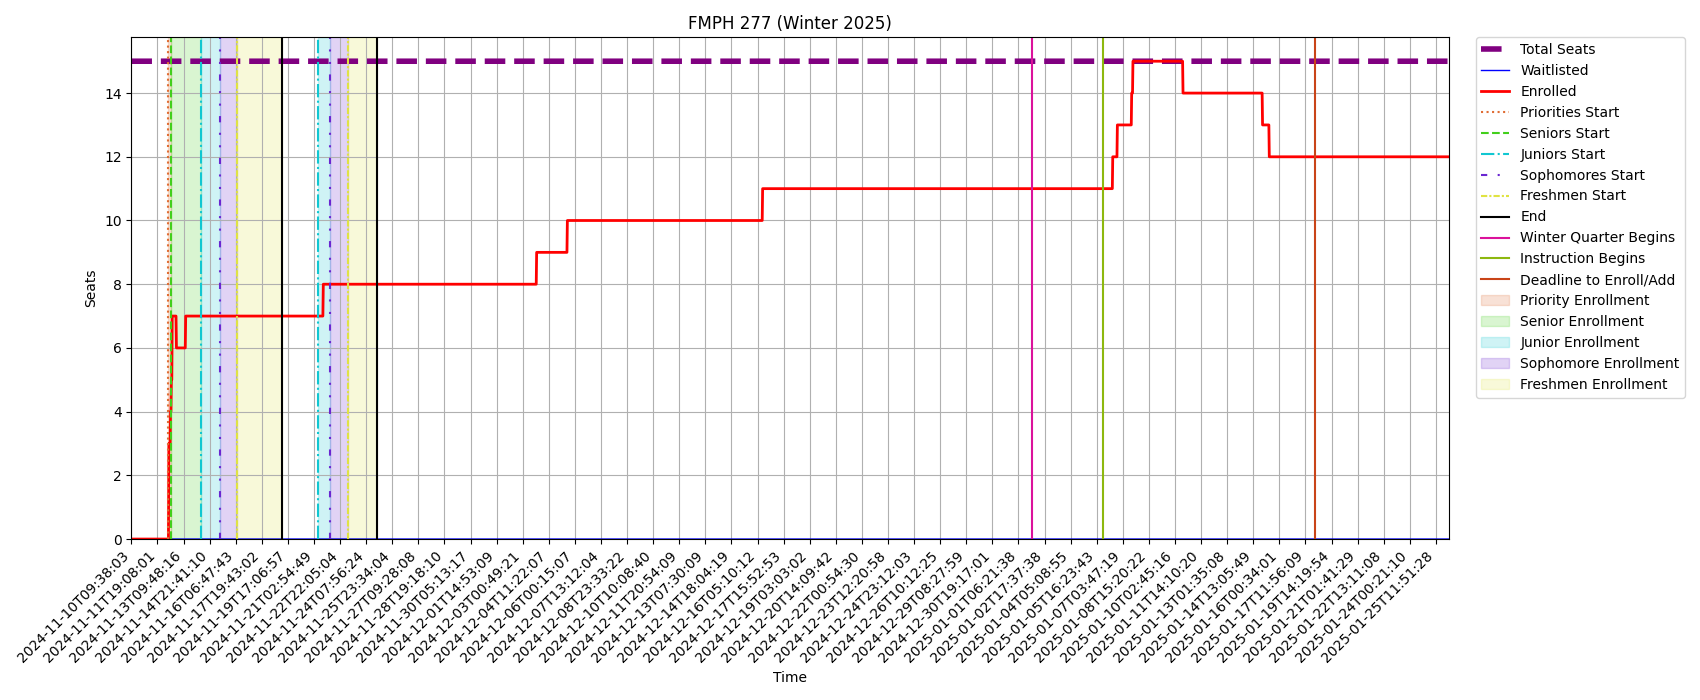 FMPH 277 (Winter 2025)
Seats
14
12
10
8
6
4
2
0
2024-11-10T09:38:03
2024-11-11T19:08:01
2024-11-13T09:48:16
2024-11-14T21:41:10
2024-11-16T06:47:43
2024-11-17T19:43:02
2024-11-19T17:06:57
2024-11-21T02:54:49
2024-11-22T22:05:04
2024-11-24T07:56:24
2024-11-25T23:34:04
2024-11-27T09:28:08
2024-11-28T19:18:10
2024-11-30T05:13:17
2024-12-01T14:53:09
2024-12-03T00:49:21
2024-12-04T11:22:07
2024-12-06T00:15:07
2024-12-07T13:12:04
2024-12-08T23:33:22
2024-12-10T10:08:40
2024-12-11T20:54:09
2024-12-13T07:30:09
2024-12-14T18:04:19
2024-12-16T05:10:12
2024-12-17T15:52:53
2024-12-19T03:03:02
2024-12-20T14:09:42
2024-12-22T00:54:30
2024-12-23T12:20:58
2024-12-24T23:12:03
2024-12-26T10:12:25
2024-12-29T08:27:59
2024-12-30T19:17:01
2025-01-01T06:21:38
2025-01-02T17:37:38
2025-01-04T05:08:55
2025-01-05T16:23:43
2025-01-07T03:47:19
2025-01-08T15:20:22
2025-01-10T02:45:16
2025-01-11T14:10:20
2025-01-13T01:35:08
2025-01-14T13:05:49
2025-01-16T00:34:01
2025-01-17T11:56:09
2025-01-19T14:19:54
2025-01-21T01:41:29
2025-01-22T13:11:08
2025-01-24T00:21:10
2025-01-25T11:51:28
Time
Total Seats
Waitlisted
Enrolled
Priorities Start
Seniors Start
Juniors Start
Sophomores Start
Freshmen Start
End
Winter Quarter Begins
Instruction Begins
Deadline to Enroll/Add
Priority Enrollment
Senior Enrollment
Junior Enrollment
Sophomore Enrollment
Freshmen Enrollment